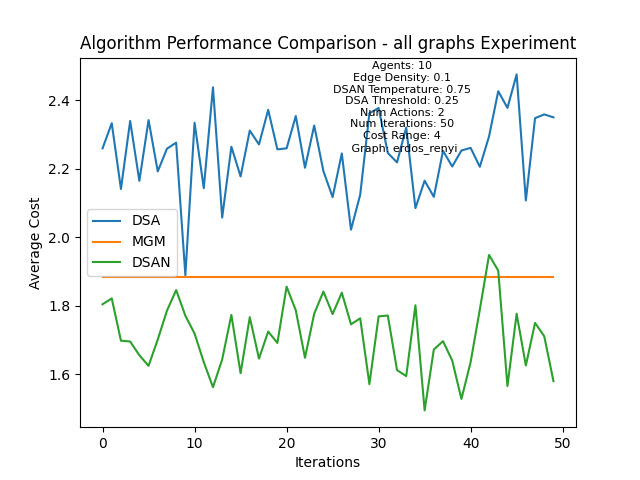 Algorithm Performance Comparison - all graphs Experiment
Agents: 10
Edge Density: 0.1
DSAN Temperature: 0.75
DSA Threshold: 0.25
Num Actions: 2
Num Iterations: 50
Cost Range: 4
Graph: erdos_renyi
2.4
2.2
2.0
1.8
1.6
Average Cost
DSA
MGM
DSAN
0
10
20
30
40
50
Iterations